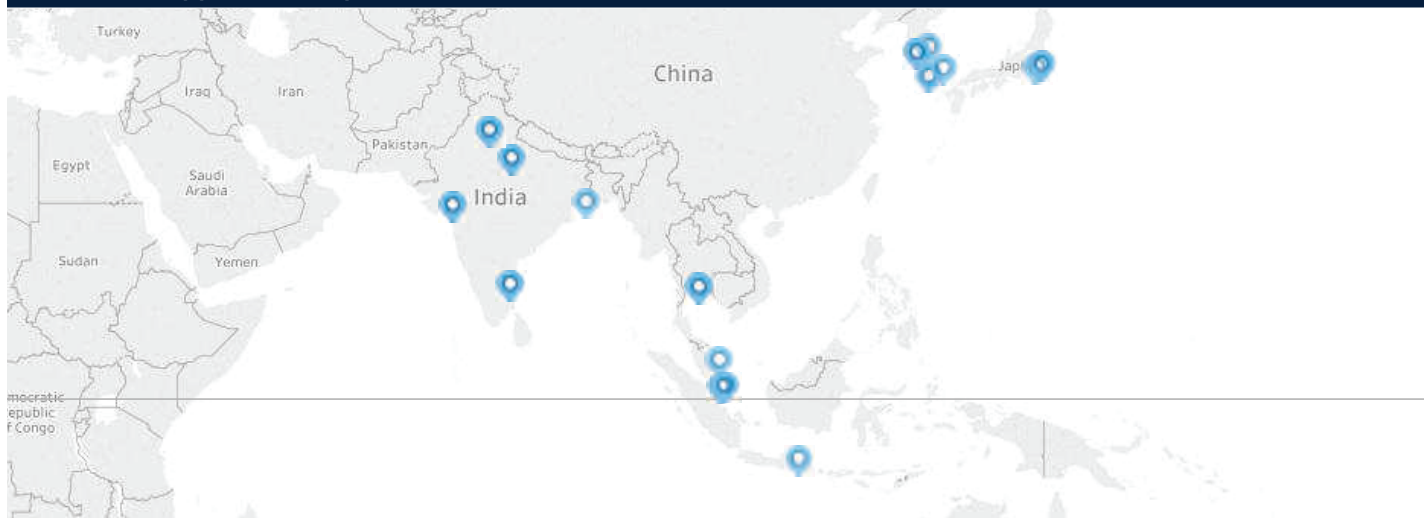 Turkey
China
Japan
Iraq
Iran
Pakistan
Egypt
Saudi
Arabia
India
Sudan
Yemen
mocratic
epublic
f Congo